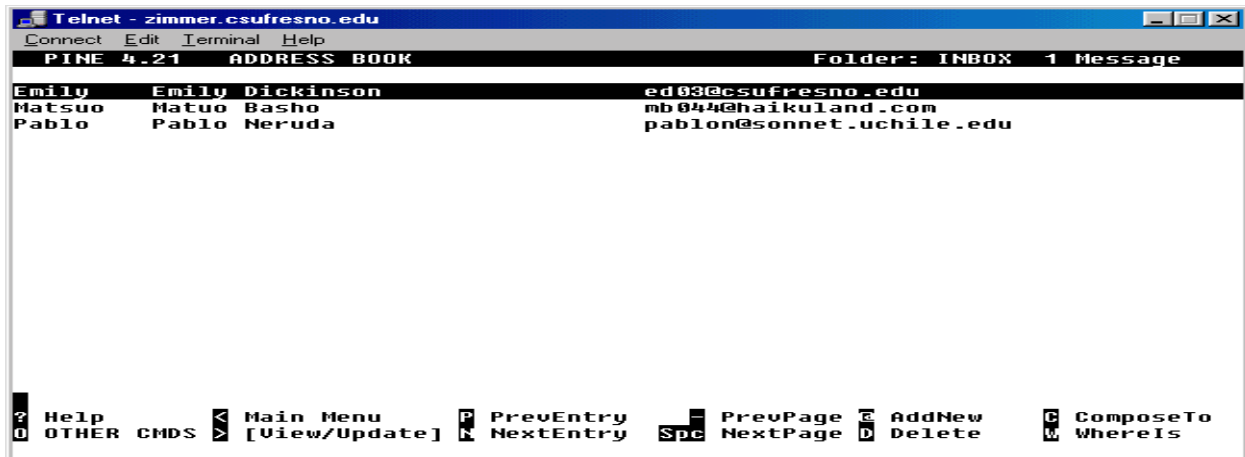 Telnet - zimmer.csufresno.edu
Connect Edit Terminal Help
PINE 4.21 ADDRESS BOOK Folder: INBOX 1 Message
Emily Emily Dickinson ed03@csufresno.edu
Matsuo Matuo Basho mb044@haikuland.com
Pablo Pablo Neruda pablon@sonnet.uchile.edu
? Help < Main Menu P PrevEntry - PrevPage @ AddNew C ComposeTo
O OTHER CMDS > [View/Update] N NextEntry Spc NextPage D Delete W WhereIs